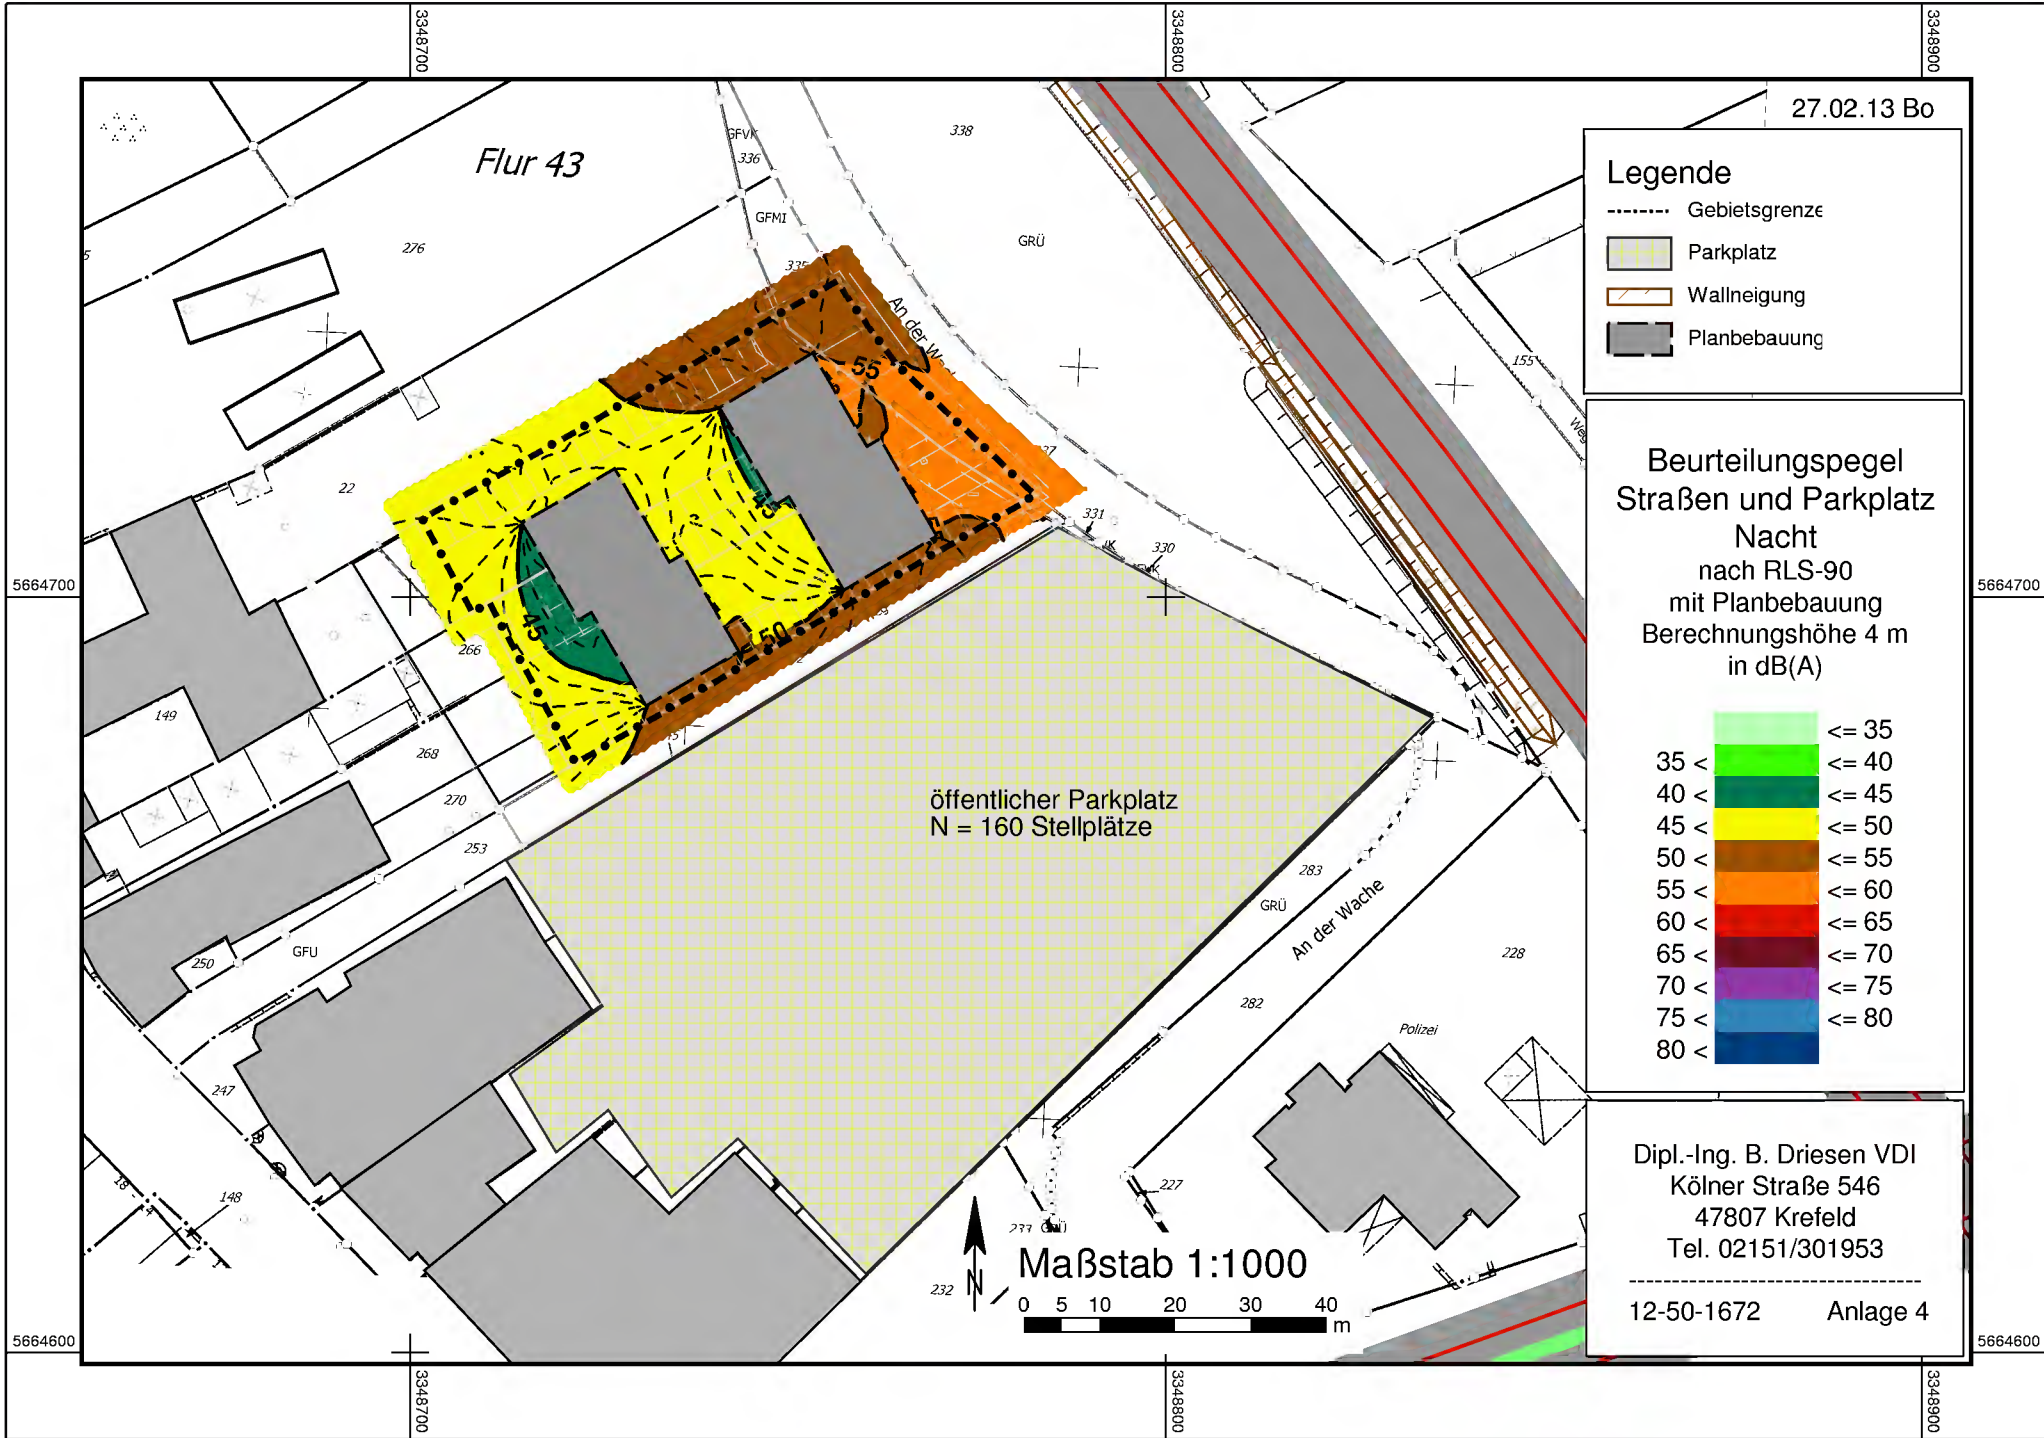 3348700
3348800
3348900
27.02.13 Bo
Legende
Gebietsgrenze
Parkplatz
Wallneigung
Planbebauung
Beurteilungspegel
Straßen und Parkplatz
Nacht
nach RLS-90
mit Planbebauung
Berechnungshöhe 4 m
in dB(A)
<= 35
35 < <= 40
40 < <= 45
45 < <= 50
50 < <= 55
55 < <= 60
60 < <= 65
65 < <= 70
70 < <= 75
75 < <= 80
80 <
Dipl.-Ing. B. Driesen VDI
Kölner Straße 546
47807 Krefeld
Tel. 02151/301953
12-50-1672 Anlage 4
Flur 43
GFVK
336
338
GFMI
GRÜ
276
335
An der
55
155
22
45
331
330
5664700
5664700
45
50
266
149
268
270
253
öffentlicher Parkplatz
N = 160 Stellplätze
283
GRÜ
An der Wache
228
250
GFU
282
Polizei
247
148
227
232
N
Maßstab 1:1000
0 5 10 20 30 40
m
5664600
5664600
3348700
3348800
3348900